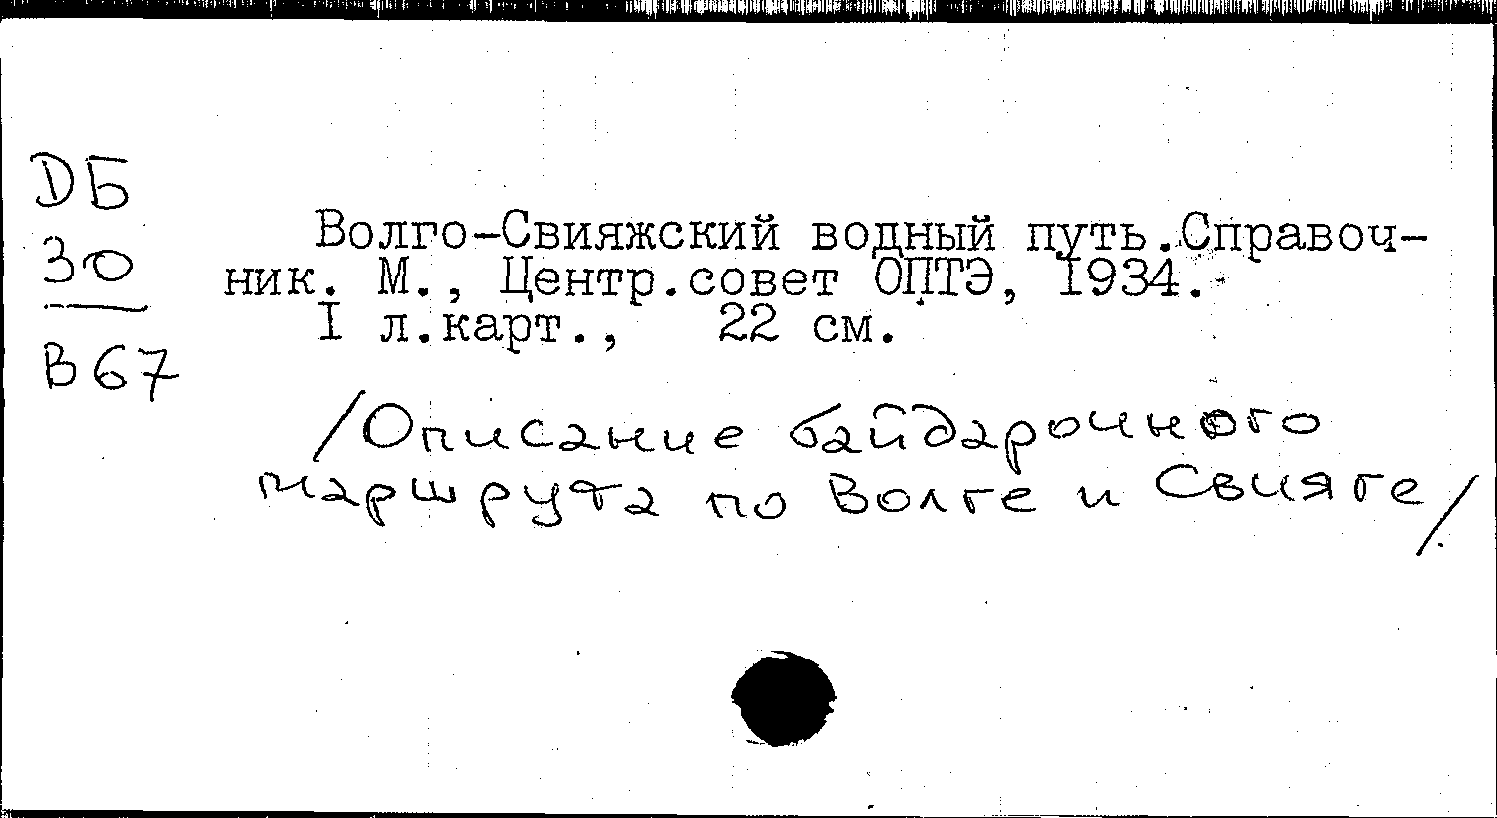 ДБ
30
В67
Волго-Свияжский водный путь.Справоч-
ник. М., Центр.совет ОПТЭ, I934.
I л.карт., 22 см.
/Описание байдарочного
маршрута по Волге и Свияге/